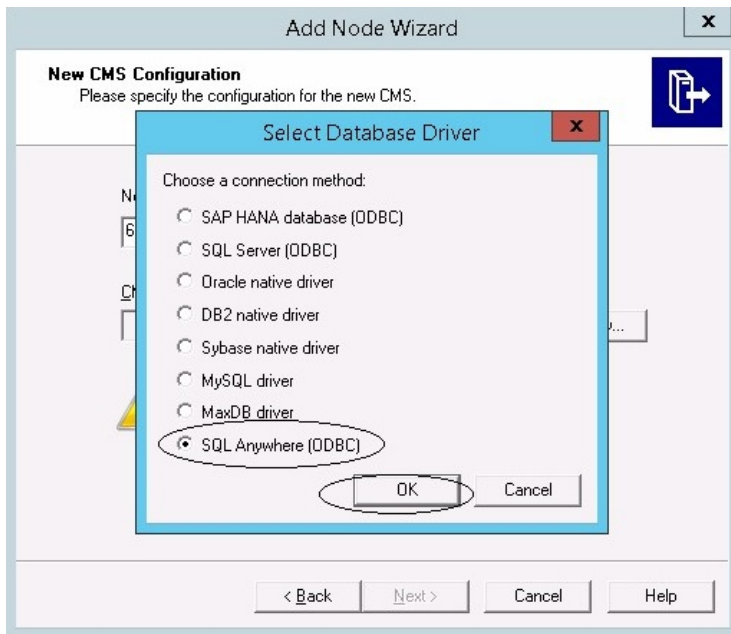 Add Node Wizard
x
New CMS Configuration
Please specify the configuration for the new CMS.
Select Database Driver
x
Choose a connection method:
SAP HANA database (ODBC)
SQL Server (ODBC)
Oracle native driver
DB2 native driver
Sybase native driver
MySQL driver
MaxDB driver
SQL Anywhere (ODBC)
OK
Cancel
< Back
Next >
Cancel
Help